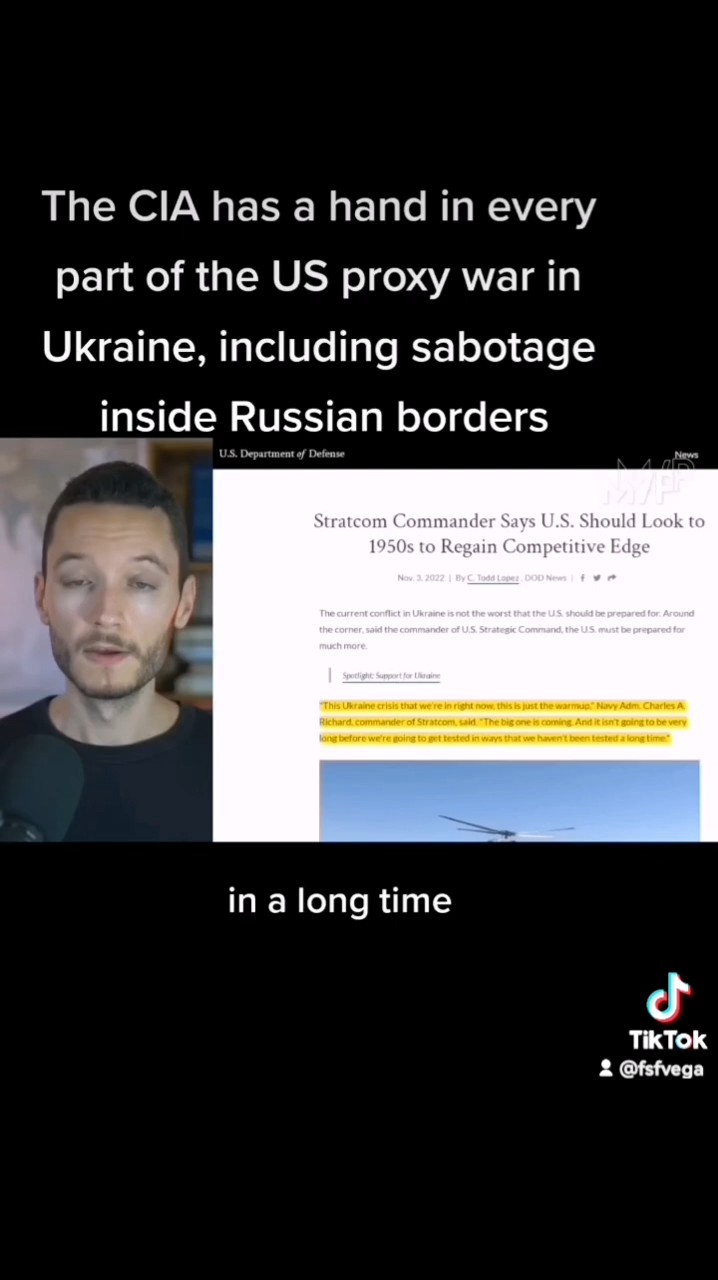 The CIA has a hand in every
part of the US proxy war in
Ukraine, including sabotage
inside Russian borders
U.S. Department of Defense
News
MVP
Stratcom Commander Says U.S. Should Look to
1950s to Regain Competitive Edge
Nov. 3, 2022 | By C. Todd Lopez, DOD News |
The current conflict in Ukraine is not the worst that the U.S. should be prepared for. Around
the corner, said the commander of U.S. Strategic Command, the U.S. must be prepared for
much more.
Spotlight: Support for Ukraine
"This Ukraine crisis that we're in right now, this is just the warmup," Navy Adm. Charles A.
Richard, commander of Stratcom, said. "The big one is coming. And it isn't going to be very
long before we're going to get tested in ways that we haven't been tested a long time."
in a long time
TikTok
@fsfvega